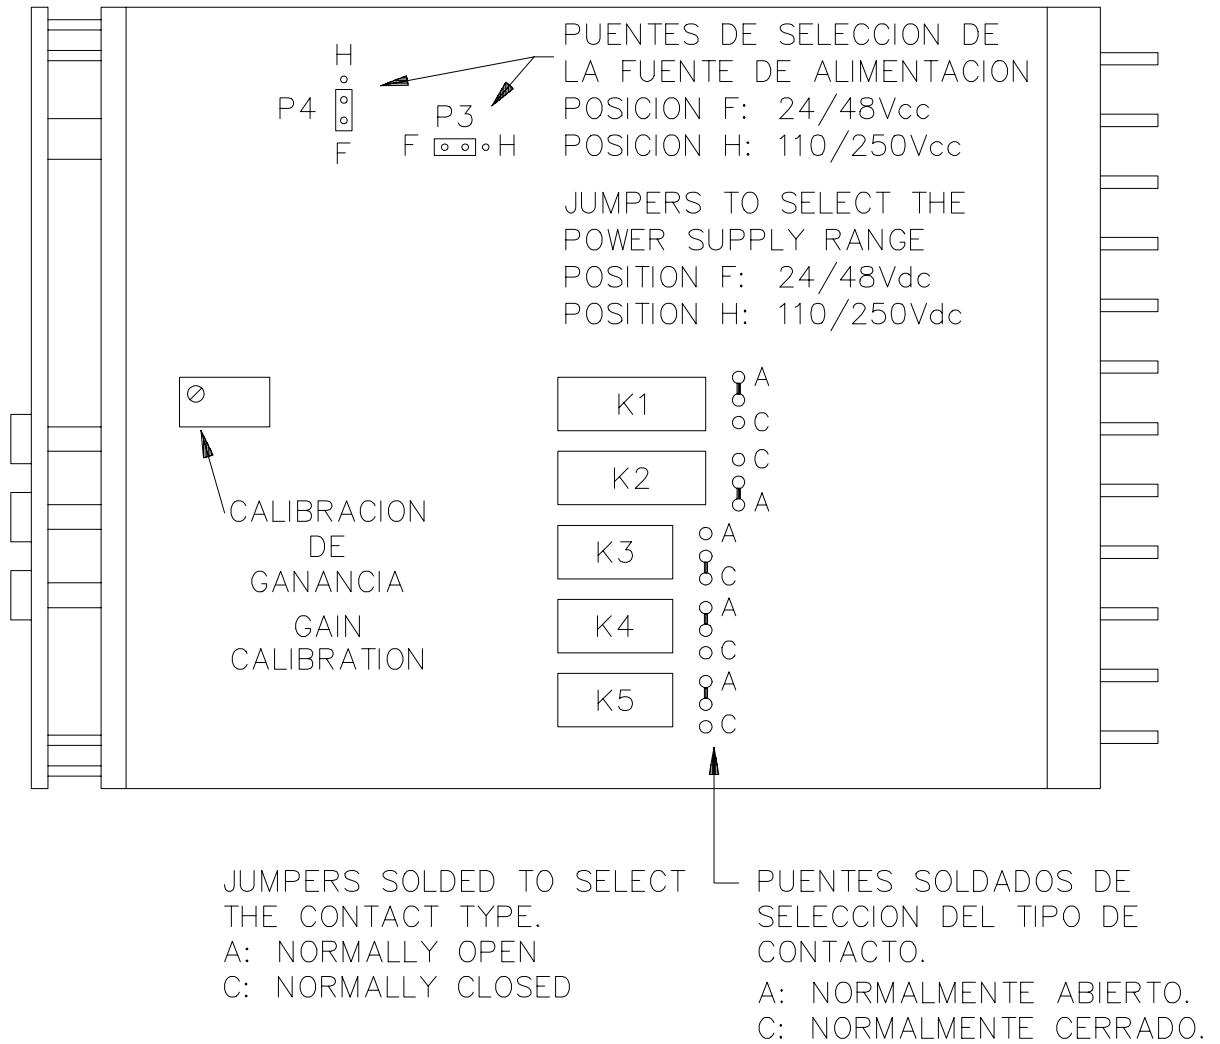 H
P4
F
P3
F
H
PUENTES DE SELECCION DE
LA FUENTE DE ALIMENTACION
POSICION F: 24/48Vcc
POSICION H: 110/250Vcc
JUMPERS TO SELECT THE
POWER SUPPLY RANGE
POSITION F: 24/48Vdc
POSITION H: 110/250Vdc
K1
A
C
K2
C
A
K3
A
C
K4
A
C
K5
A
C
CALIBRACION
DE
GANANCIA
GAIN
CALIBRATION
JUMPERS SOLDED TO SELECT
THE CONTACT TYPE.
A: NORMALLY OPEN
C: NORMALLY CLOSED
PUENTES SOLDADOS DE
SELECCION DEL TIPO DE
CONTACTO.
A: NORMALMENTE ABIERTO.
C: NORMALMENTE CERRADO.